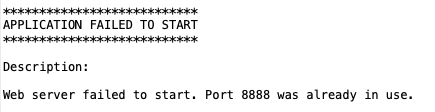 ***************************
APPLICATION FAILED TO START
***************************
Description:
Web server failed to start. Port 8888 was already in use.